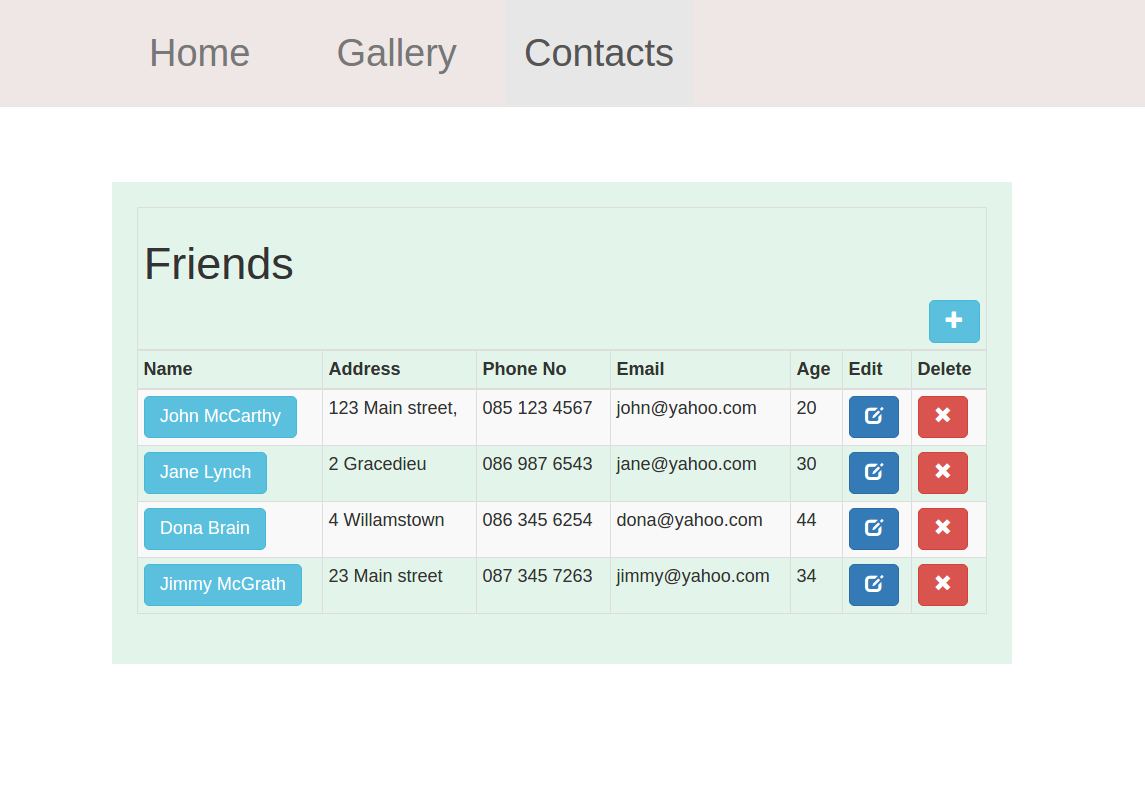 Home Gallery Contacts
Friends
Name Address Phone No Email Age Edit Delete
John McCarthy 123 Main street, 085 123 4567 john@yahoo.com 20
Jane Lynch 2 Gracedieu 086 987 6543 jane@yahoo.com 30
Dona Brain 4 Willamstown 086 345 6254 dona@yahoo.com 44
Jimmy McGrath 23 Main street 087 345 7263 jimmy@yahoo.com 34